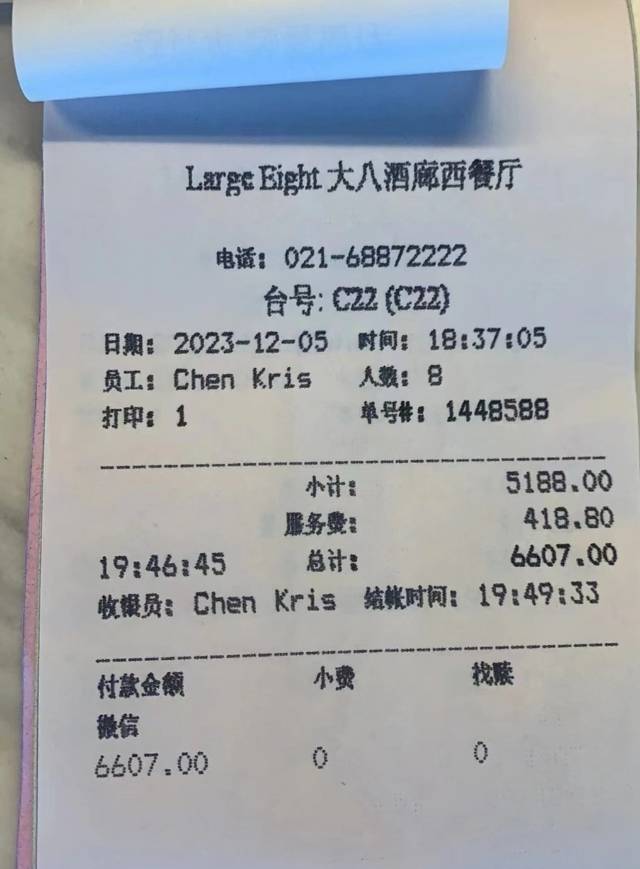 Large Eight 大八酒廊西餐厅
电话: 021-68872222
台号: C22 (C22)
日期: 2023-12-05 时间: 18:37:05
员工: Chen Kris 人数: 8
打印: 1 单号#: 1448588
小计: 5188.00
服务费: 418.80
19:46:45 总计: 6607.00
收银员: Chen Kris 结帐时间: 19:49:33
付款金额 小费 找赎
微信
6607.00 0 0